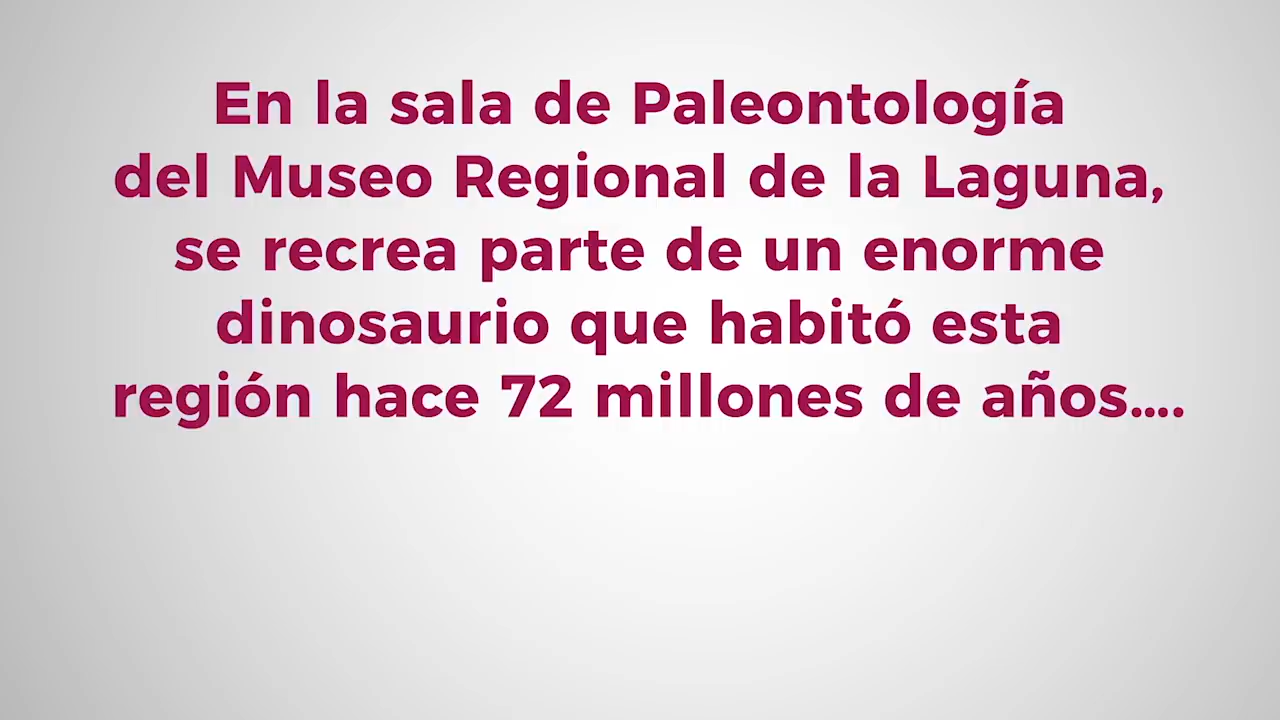 En la sala de Paleontología
del Museo Regional de la Laguna,
se recrea parte de un enorme
dinosaurio que habitó esta
región hace 72 millones de años....